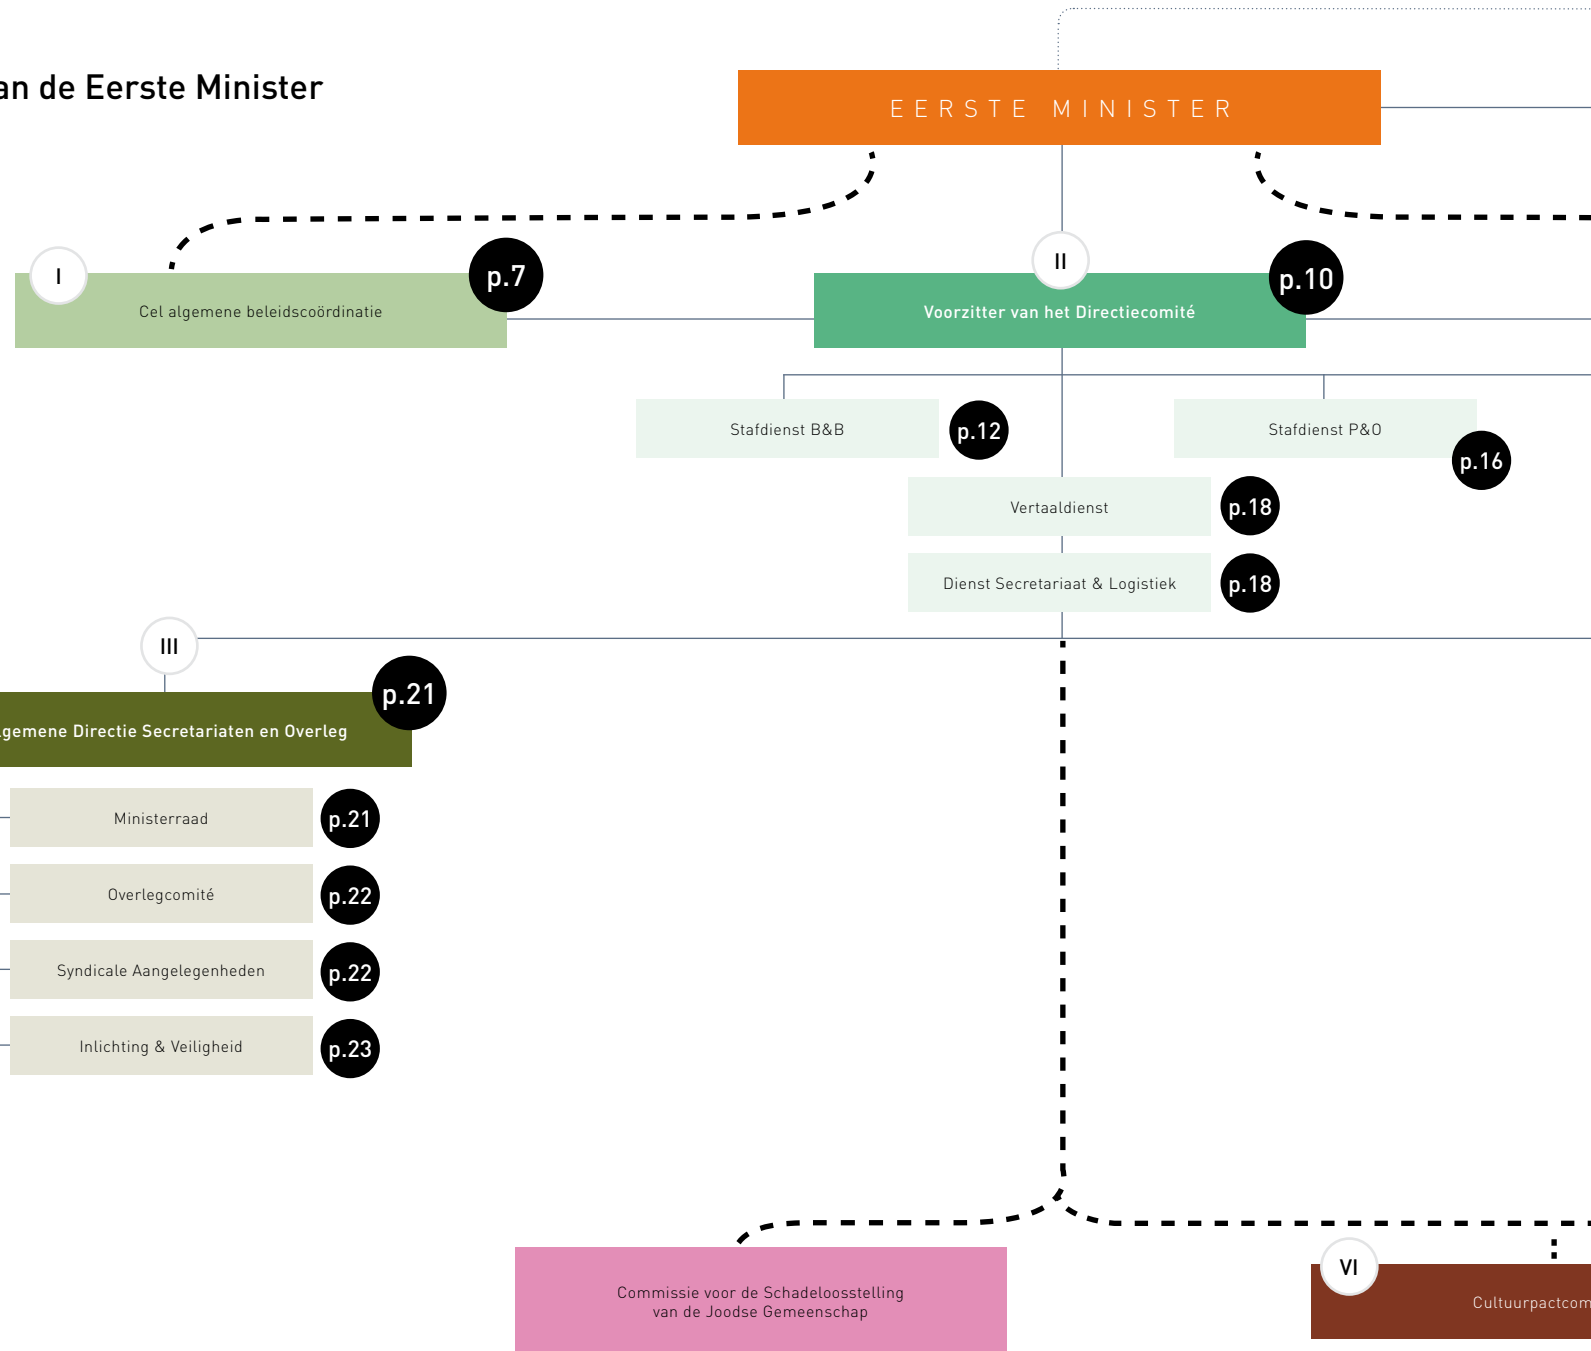 an de Eerste Minister
EERSTE MINISTER
I
p.7
Cel algemene beleidscoördinatie
II
p.10
Voorzitter van het Directiecomité
Stafdienst B&B
p.12
Stafdienst P&O
p.16
Vertaaldienst
p.18
Dienst Secretariaat & Logistiek
p.18
III
p.21
lgemene Directie Secretariaten en Overleg
Ministerraad
p.21
Overlegcomité
p.22
Syndicale Aangelegenheden
p.22
Inlichting & Veiligheid
p.23
Commissie voor de Schadeloosstelling
van de Joodse Gemeenschap
VI
Cultuurpactcom